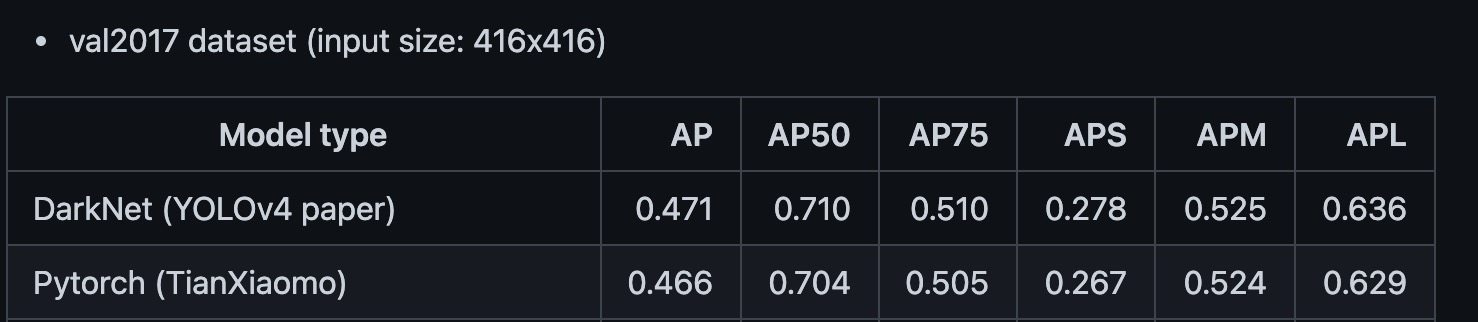 • val2017 dataset (input size: 416x416)
Model type AP AP50 AP75 APS APM APL
DarkNet (YOLOv4 paper) 0.471 0.710 0.510 0.278 0.525 0.636
Pytorch (TianXiaomo) 0.466 0.704 0.505 0.267 0.524 0.629